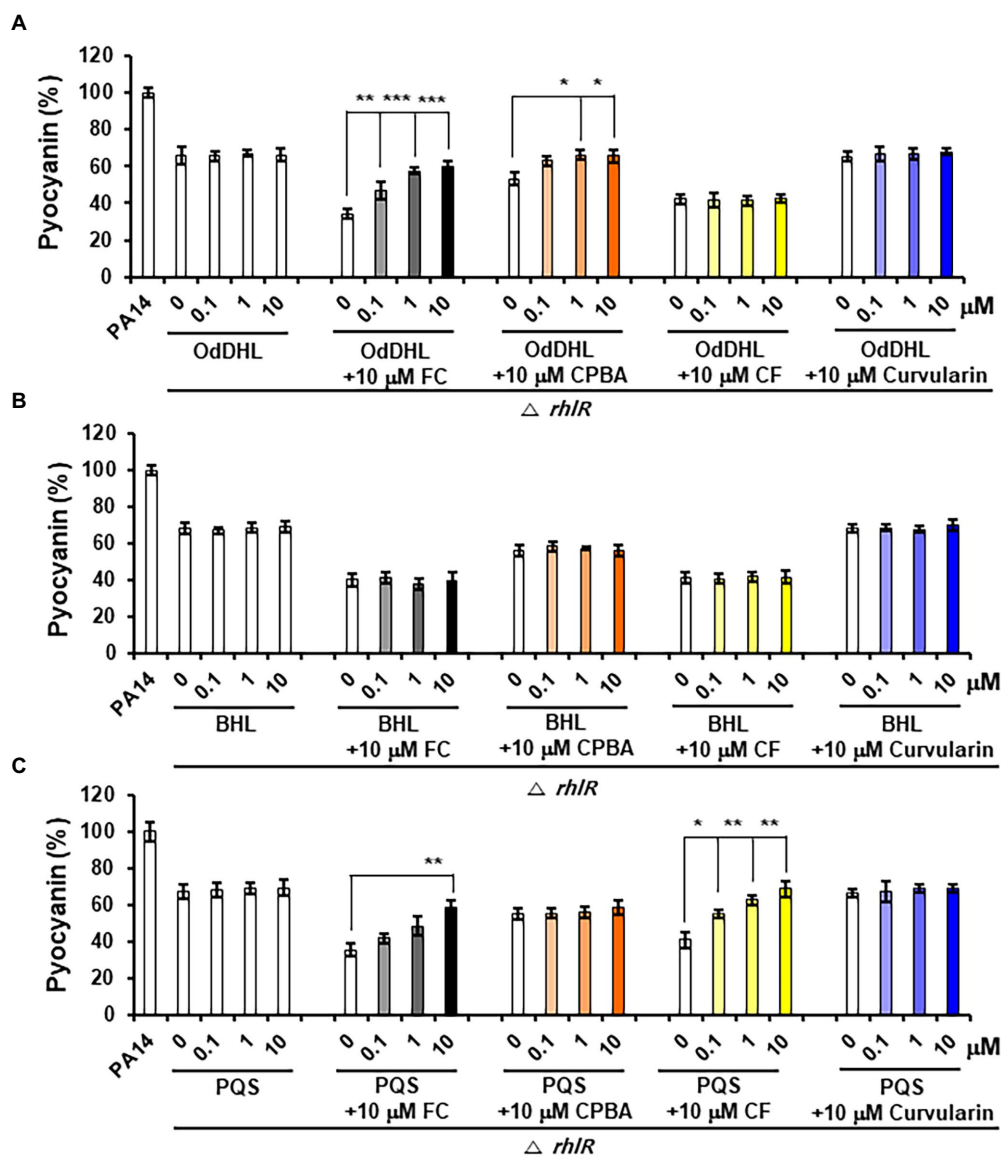 A
Pyocyanin (%)
120
100
80
60
40
20
0
** *** ***
* *
PA14 0 0.1 1 10 0 0.1 1 10 0 0.1 1 10 0 0.1 1 10 0 0.1 1 10 μM
OdDHL OdDHL OdDHL OdDHL OdDHL
+10 μM FC +10 μM CPBA +10 μM CF +10 μM Curvularin
△ rhlR
B
Pyocyanin (%)
120
100
80
60
40
20
0
PA14 0 0.1 1 10 0 0.1 1 10 0 0.1 1 10 0 0.1 1 10 0 0.1 1 10 μM
BHL BHL BHL BHL BHL
+10 μM FC +10 μM CPBA +10 μM CF +10 μM Curvularin
△ rhlR
C
Pyocyanin (%)
120
100
80
60
40
20
0
**
* ** **
PA14 0 0.1 1 10 0 0.1 1 10 0 0.1 1 10 0 0.1 1 10 0 0.1 1 10 μM
PQS PQS PQS PQS PQS
+10 μM FC +10 μM CPBA +10 μM CF +10 μM Curvularin
△ rhlR